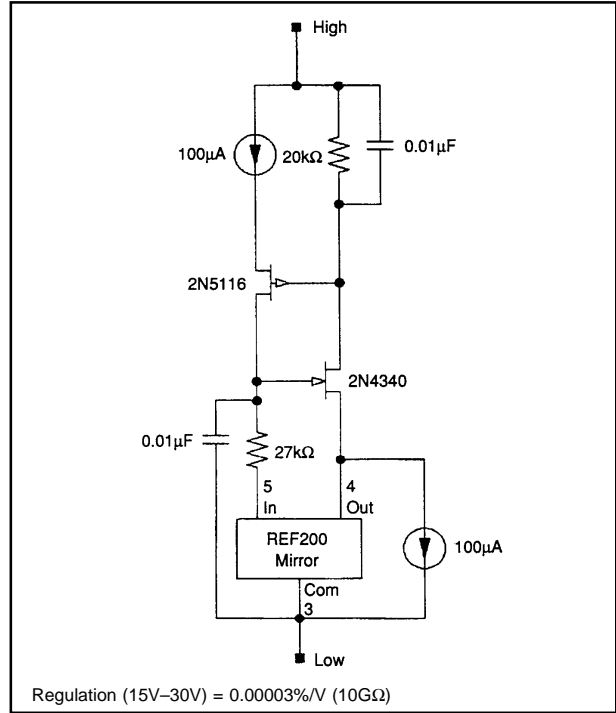 High
100µA
20kΩ
0.01µF
2N5116
2N4340
0.01µF
27kΩ
5
4
In
Out
REF200
Mirror
100µA
Com
3
Low
Regulation (15V–30V) = 0.00003%/V (10GΩ)